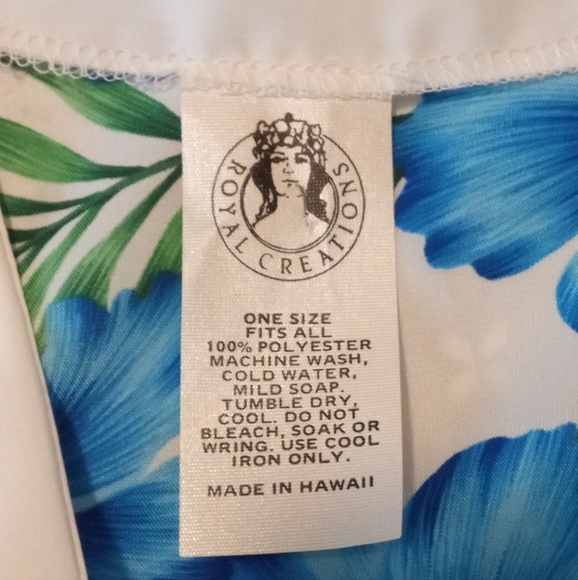 ROYAL CREATIONS
ONE SIZE
FITS ALL
100% POLYESTER
MACHINE WASH,
COLD WATER,
MILD SOAP.
TUMBLE DRY,
COOL. DO NOT
BLEACH, SOAK OR
WRING. USE COOL
IRON ONLY.
MADE IN HAWAII